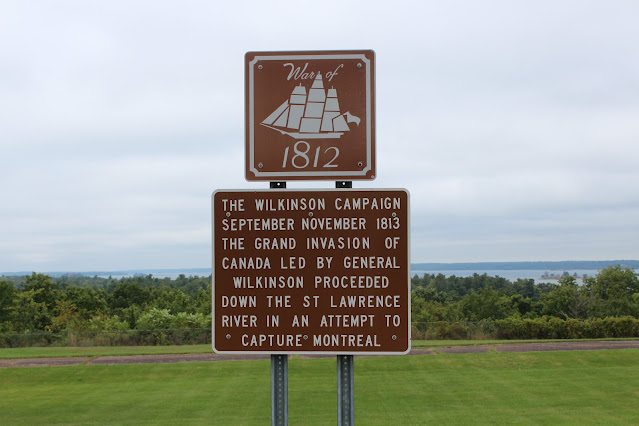 War of
1812
THE WILKINSON CAMPAIGN
SEPTEMBER NOVEMBER 1813
THE GRAND INVASION OF
CANADA LED BY GENERAL
WILKINSON PROCEEDED
DOWN THE ST LAWRENCE
RIVER IN AN ATTEMPT TO
CAPTURE MONTREAL